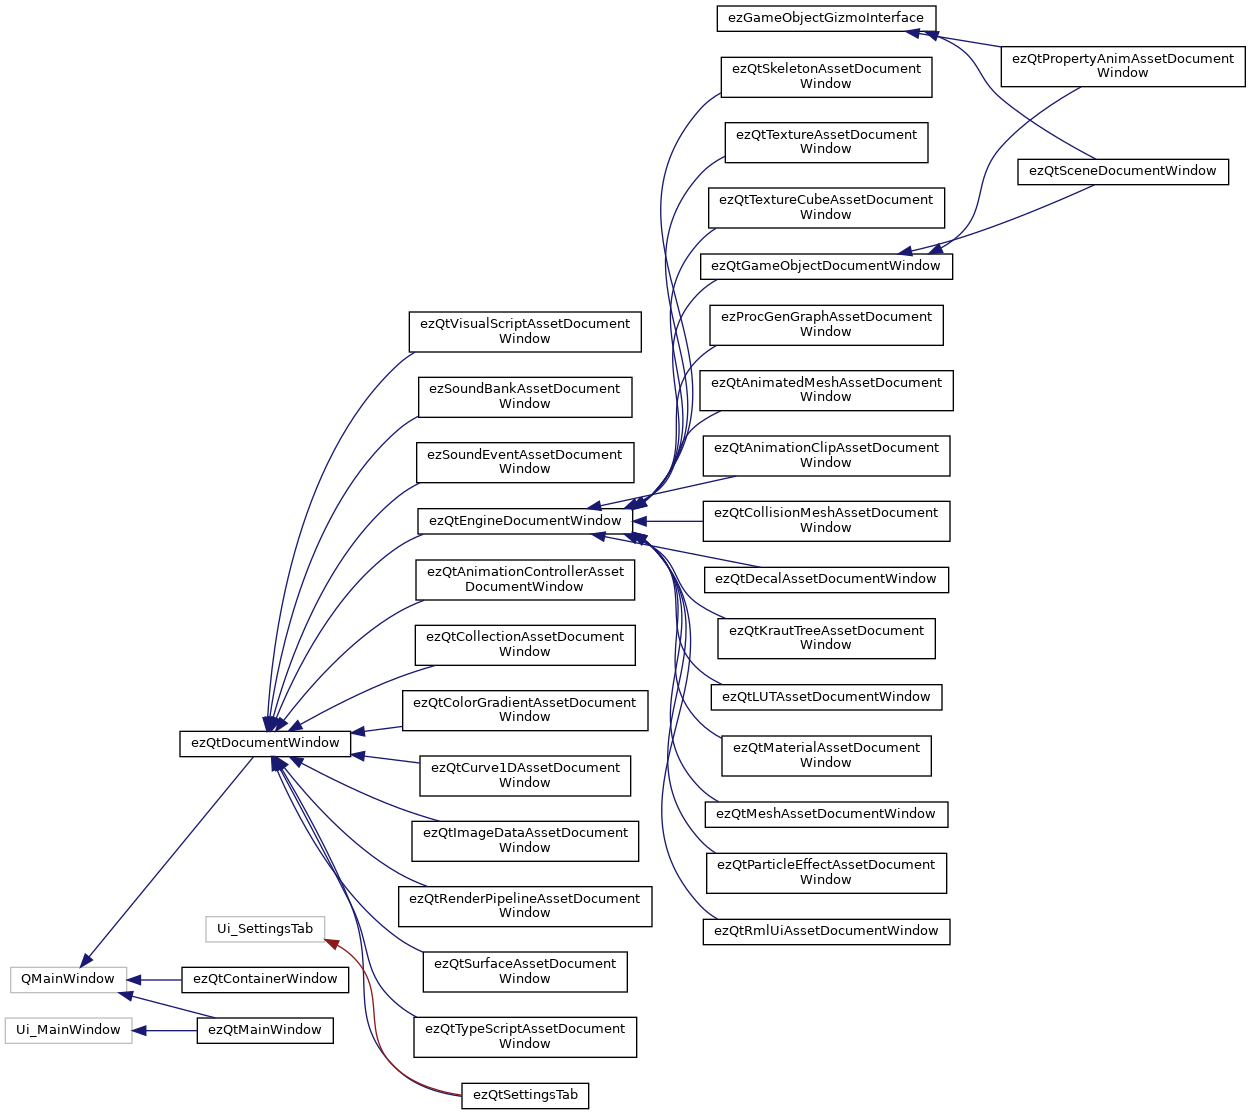 ezGameObjectGizmoInterface
ezQtPropertyAnimAssetDocument
Window
ezQtSkeletonAssetDocument
Window
ezQtTextureAssetDocument
Window
ezQtSceneDocumentWindow
ezQtTextureCubeAssetDocument
Window
ezQtGameObjectDocumentWindow
ezProcGenGraphAssetDocument
Window
ezQtVisualScriptAssetDocument
Window
ezQtAnimatedMeshAssetDocument
Window
ezSoundBankAssetDocument
Window
ezQtAnimationClipAssetDocument
Window
ezSoundEventAssetDocument
Window
ezQtCollisionMeshAssetDocument
Window
ezQtEngineDocumentWindow
ezQtDecalAssetDocumentWindow
ezQtAnimationControllerAsset
DocumentWindow
ezQtKrautTreeAssetDocument
Window
ezQtCollectionAssetDocument
Window
ezQtLUTAssetDocumentWindow
ezQtColorGradientAssetDocument
Window
ezQtDocumentWindow
ezQtMaterialAssetDocument
Window
ezQtCurve1DAssetDocument
Window
ezQtMeshAssetDocumentWindow
ezQtImageDataAssetDocument
Window
ezQtParticleEffectAssetDocument
Window
ezQtRenderPipelineAssetDocument
Window
Ui_SettingsTab
ezQtRmlUiAssetDocumentWindow
ezQtSurfaceAssetDocument
Window
QMainWindow
ezQtContainerWindow
Ui_MainWindow
ezQtMainWindow
ezQtTypeScriptAssetDocument
Window
ezQtSettingsTab